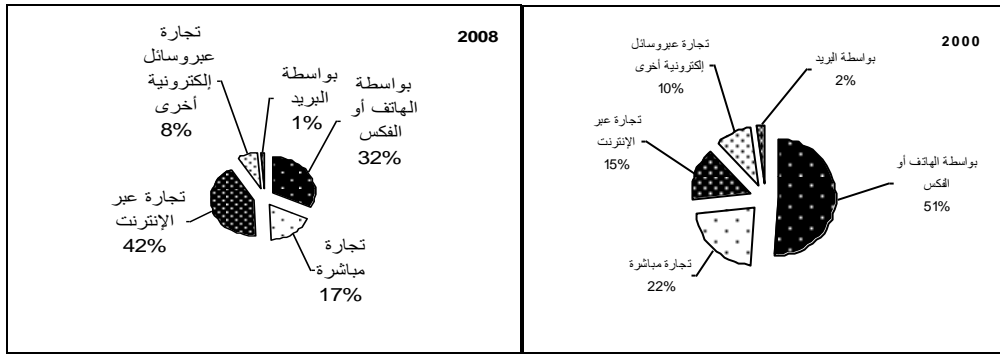 2008
تجارة
عبروسائل
إلكترونية
أخرى
8%
بواسطة
البريد
1%
بواسطة
الهاتف أو
الفكس
32%
تجارة عبر
الإنترنت
42%
تجارة
مباشرة
17%
2000
تجارة عبروسائل
إلكترونية أخرى
10%
بواسطة البريد
2%
تجارة عبر
الإنترنت
15%
بواسطة الهاتف أو
الفكس
51%
تجارة مباشرة
22%